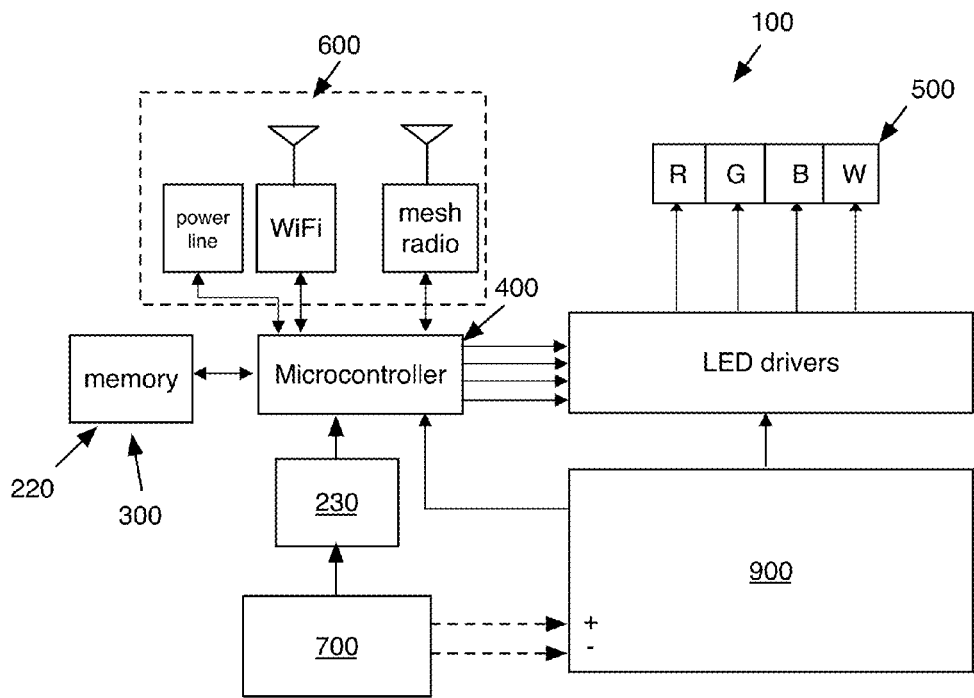 600
100
500
R G B W
power
line
WiFi
mesh
radio
400
memory
Microcontroller
LED drivers
220
300
230
900
700
+
-